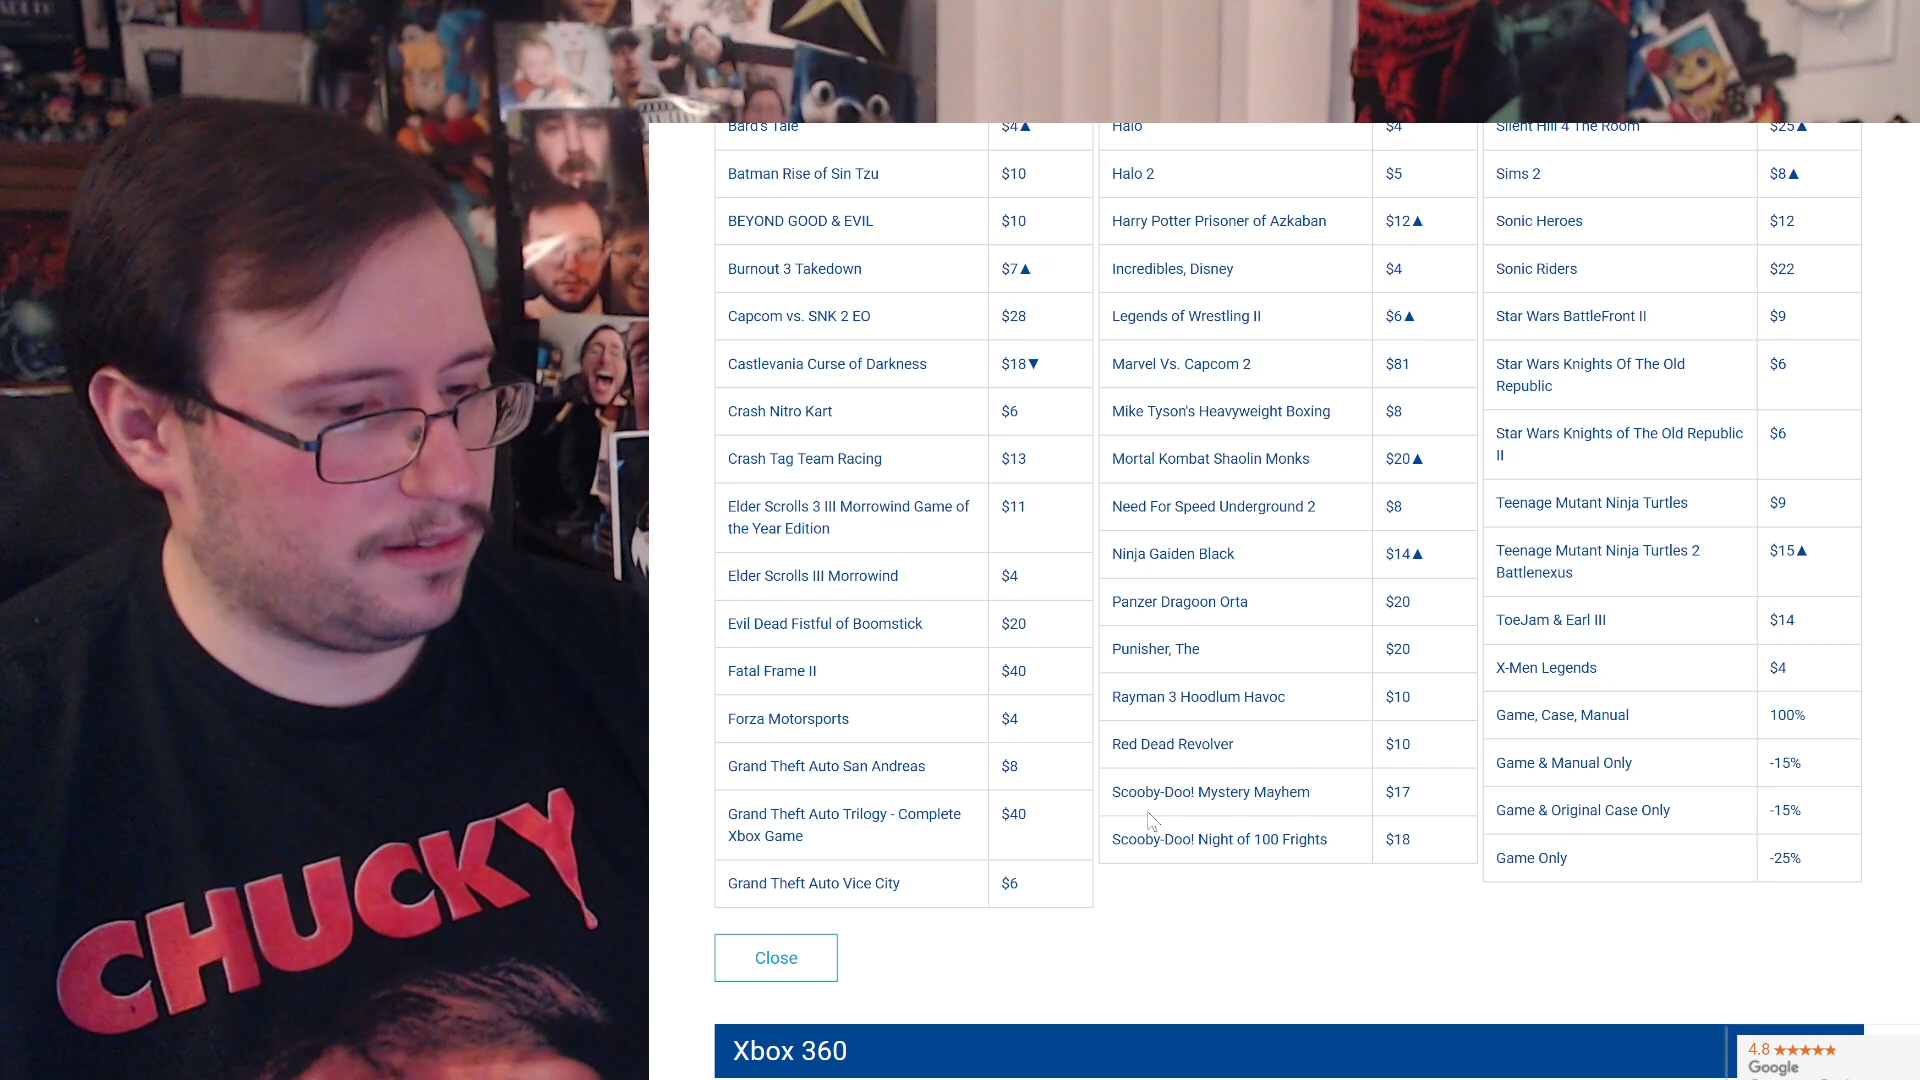 Bard's Tale $4▲
Batman Rise of Sin Tzu $10
BEYOND GOOD & EVIL $10
Burnout 3 Takedown $7▲
Capcom vs. SNK 2 EO $28
Castlevania Curse of Darkness $18▼
Crash Nitro Kart $6
Crash Tag Team Racing $13
Elder Scrolls 3 III Morrowind Game of $11
the Year Edition
Elder Scrolls III Morrowind $4
Evil Dead Fistful of Boomstick $20
Fatal Frame II $40
Forza Motorsports $4
Grand Theft Auto San Andreas $8
Grand Theft Auto Trilogy - Complete $40
Xbox Game
Grand Theft Auto Vice City $6
Halo $4
Halo 2 $5
Harry Potter Prisoner of Azkaban $12▲
Incredibles, Disney $4
Legends of Wrestling II $6▲
Marvel Vs. Capcom 2 $81
Mike Tyson's Heavyweight Boxing $8
Mortal Kombat Shaolin Monks $20▲
Need For Speed Underground 2 $8
Ninja Gaiden Black $14▲
Panzer Dragoon Orta $20
Punisher, The $20
Rayman 3 Hoodlum Havoc $10
Red Dead Revolver $10
Scooby-Doo! Mystery Mayhem $17
Scooby-Doo! Night of 100 Frights $18
Silent Hill 4 The Room $25▲
Sims 2 $8▲
Sonic Heroes $12
Sonic Riders $22
Star Wars BattleFront II $9
Star Wars Knights Of The Old $6
Republic
Star Wars Knights of The Old Republic $6
II
Teenage Mutant Ninja Turtles $9
Teenage Mutant Ninja Turtles 2 $15▲
Battlenexus
ToeJam & Earl III $14
X-Men Legends $4
Game, Case, Manual 100%
Game & Manual Only -15%
Game & Original Case Only -15%
Game Only -25%
Close
Xbox 360
4.8 ★★★★★
Google
CHUCKY